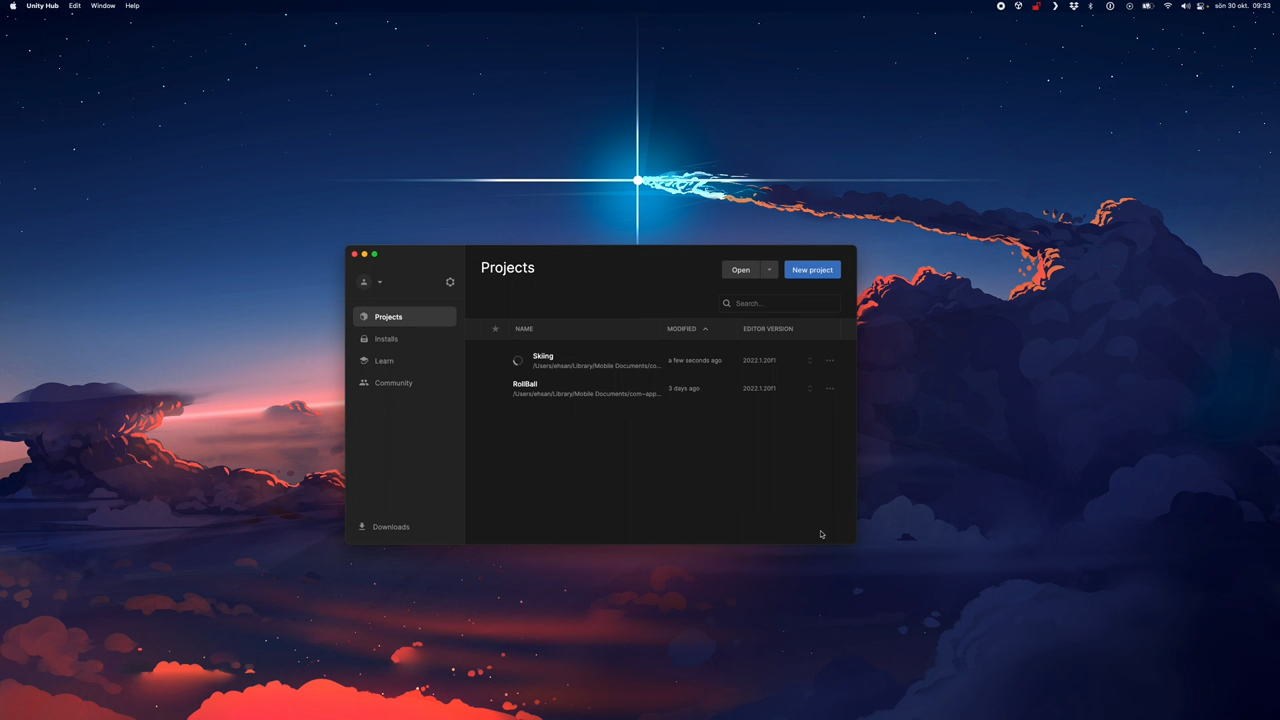 Unity Hub Edit Window Help
sön 30 okt. 09:33
Projects
Open
New project
Search...
Projects
Installs
Learn
Community
Downloads
NAME MODIFIED EDITOR VERSION
Skiing
/Users/ehsan/Library/Mobile Documents/co...
a few seconds ago 2022.1.20f1
RollBall
/Users/ehsan/Library/Mobile Documents/com~app...
3 days ago 2022.1.20f1